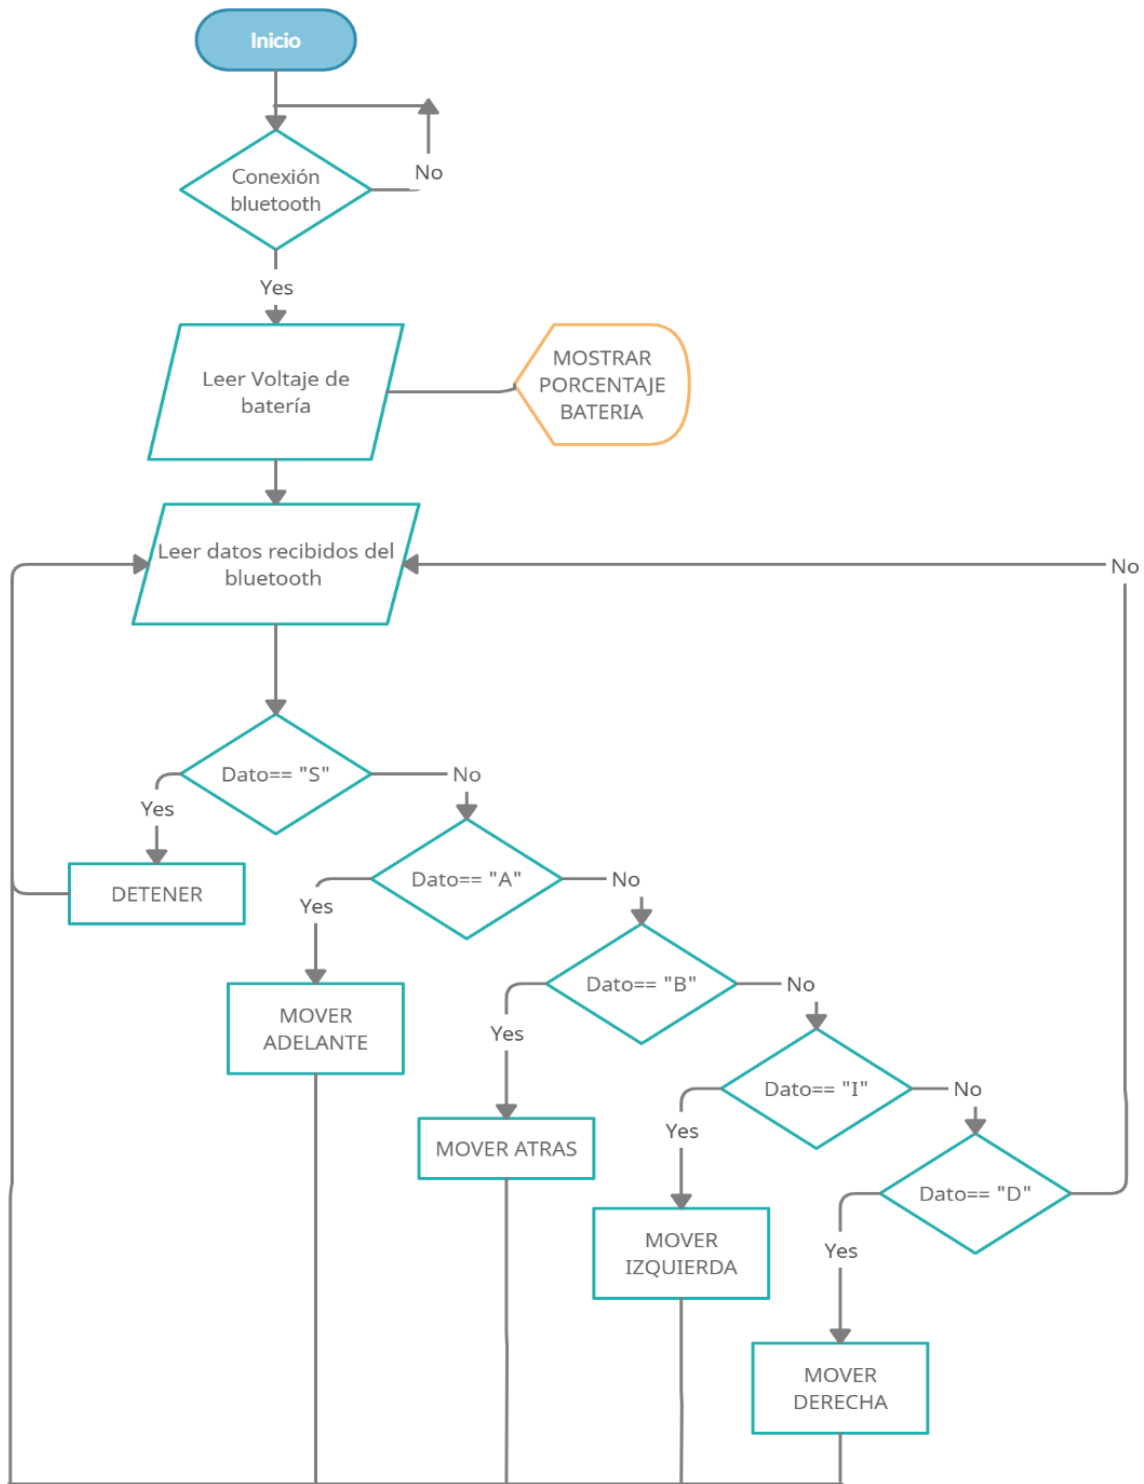 Inicio
No
Conexión
bluetooth
Yes
Leer Voltaje de
batería
MOSTRAR
PORCENTAJE
BATERIA
Leer datos recibidos del
bluetooth
No
Dato== "S"
No
Yes
DETENER
Dato== "A"
No
Yes
MOVER
ADELANTE
Dato== "B"
No
Yes
MOVER ATRAS
Dato== "I"
No
Yes
MOVER
IZQUIERDA
Dato== "D"
Yes
MOVER
DERECHA